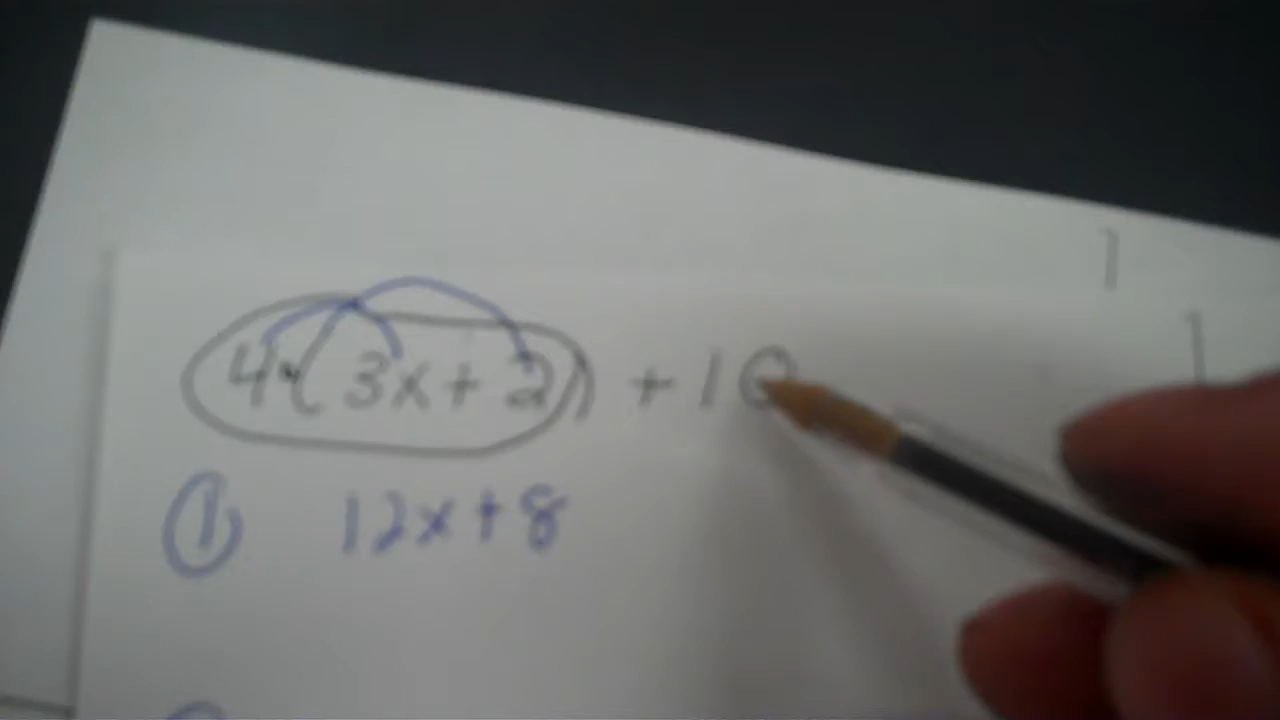 4·(3x+2) + 10
① 12x+8